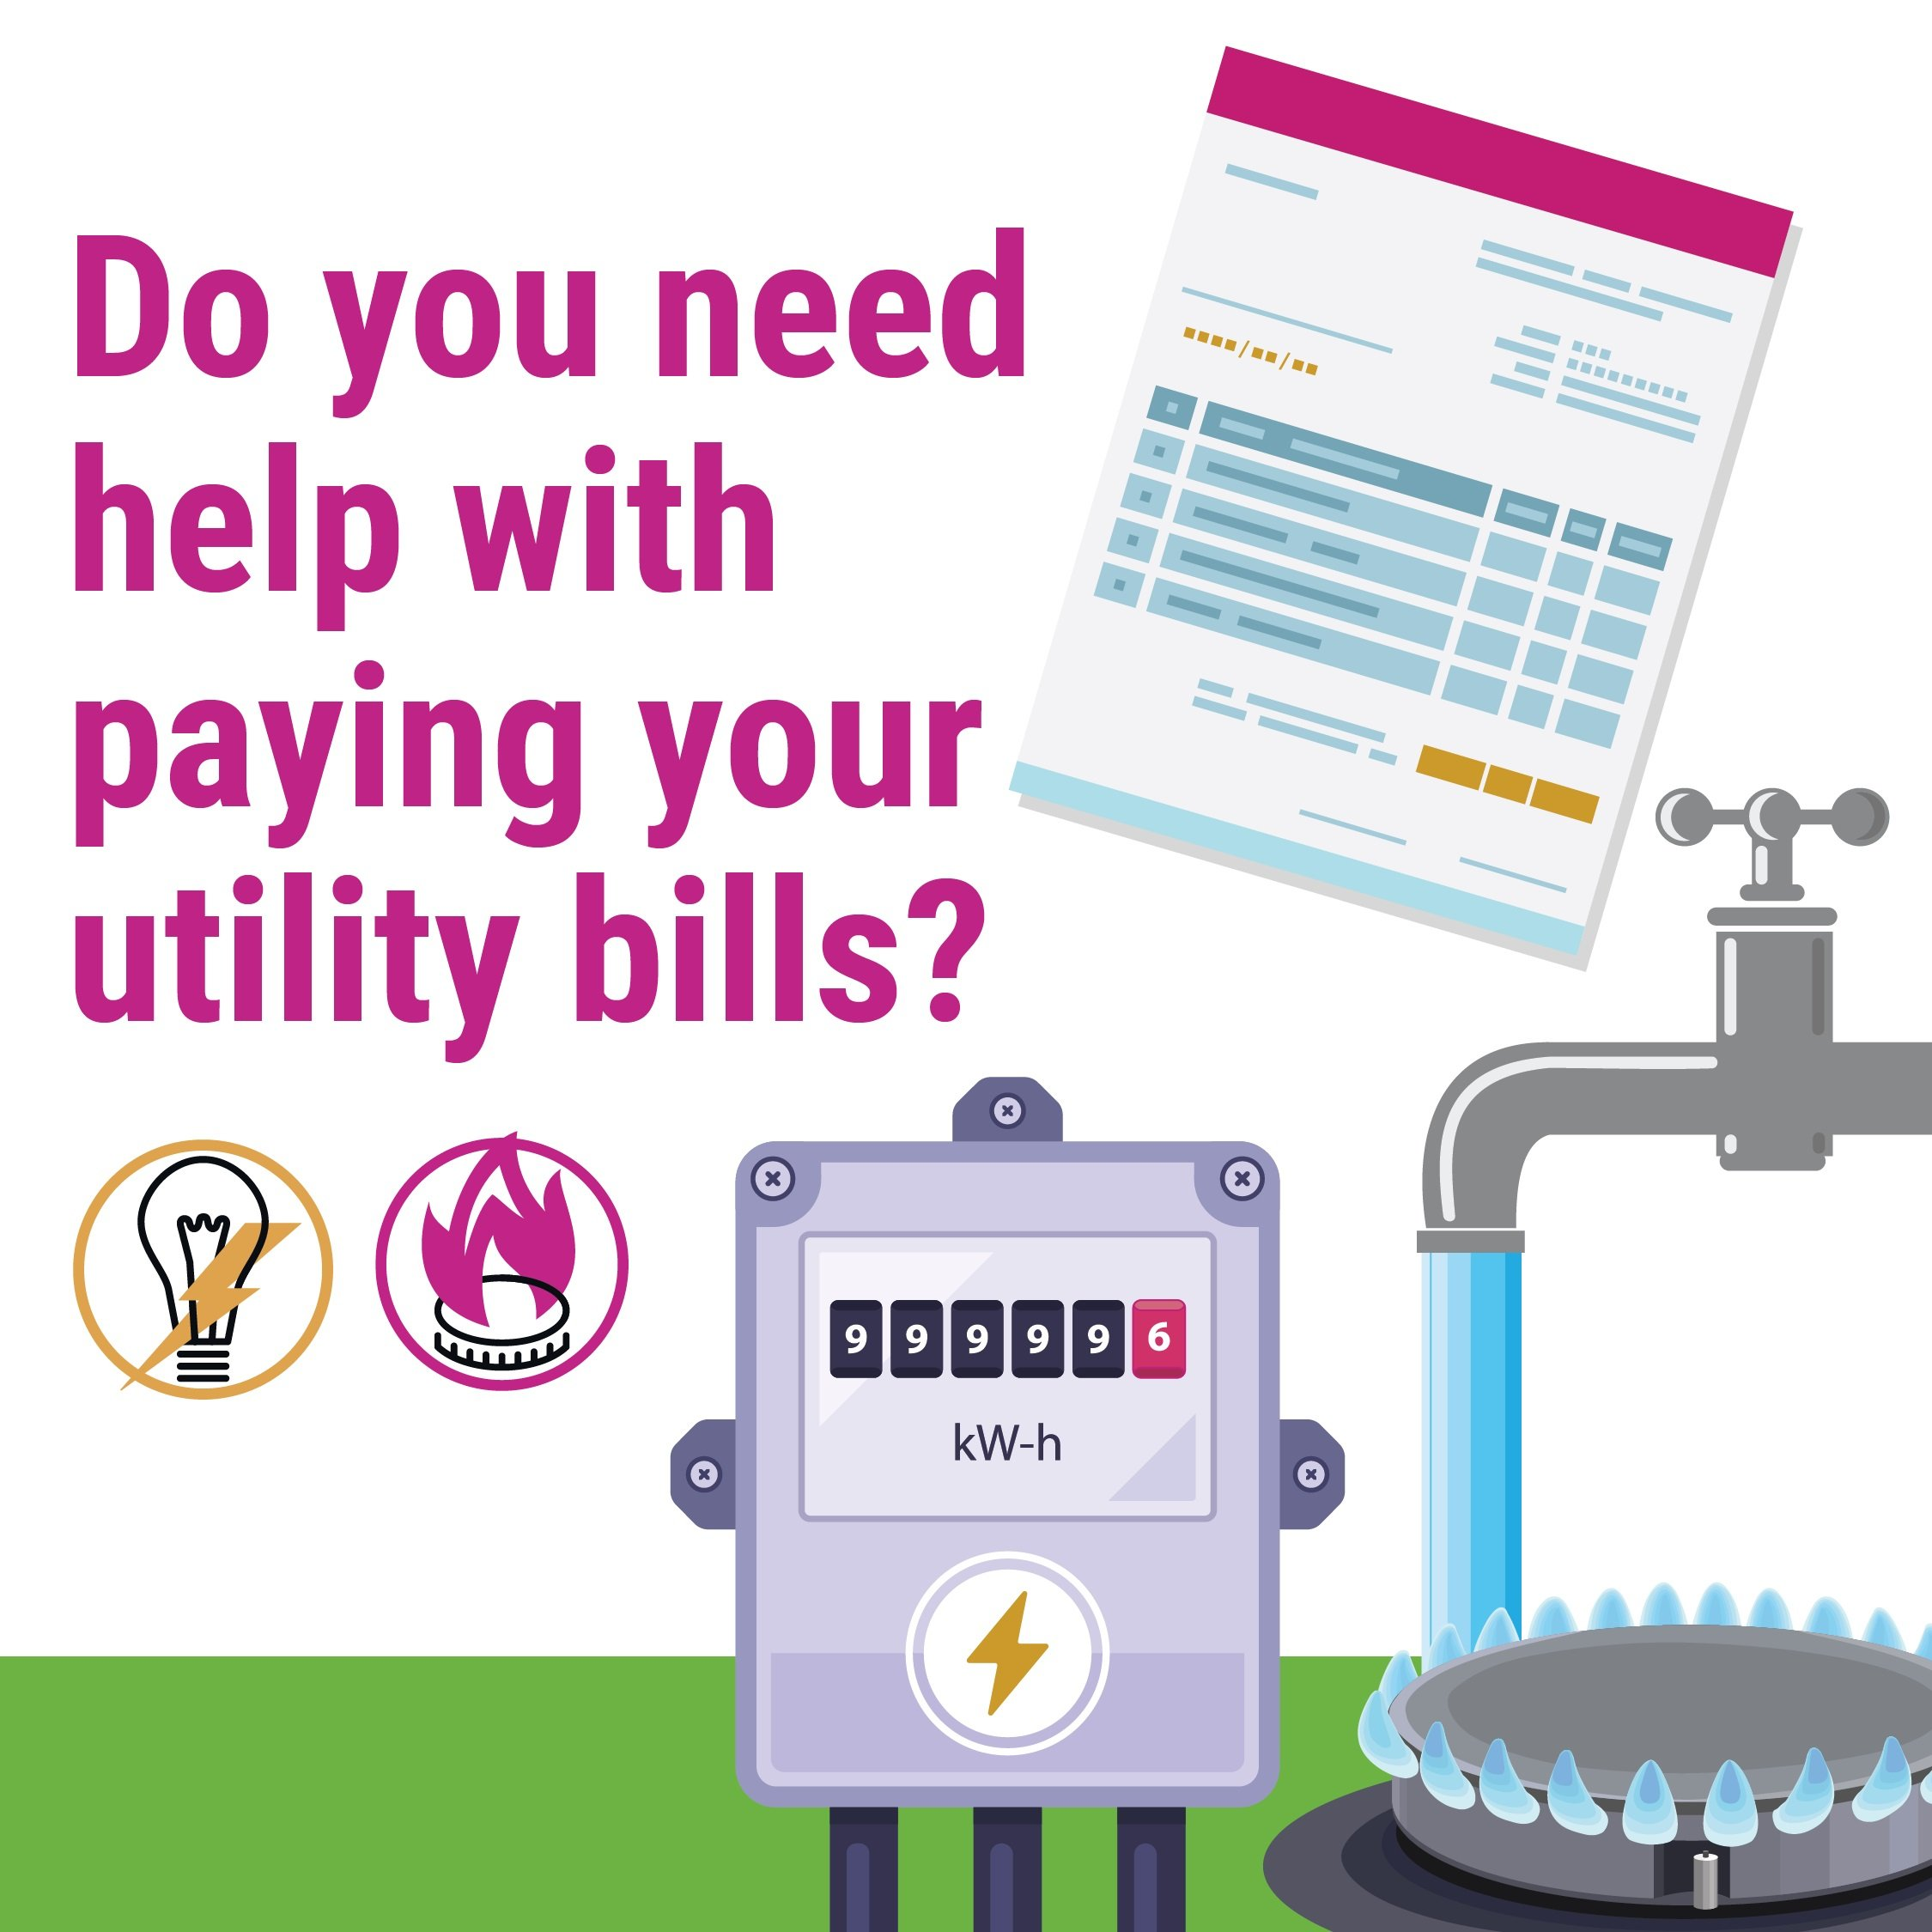 Do you need
help with
paying your
utility bills?
999996
kW-h